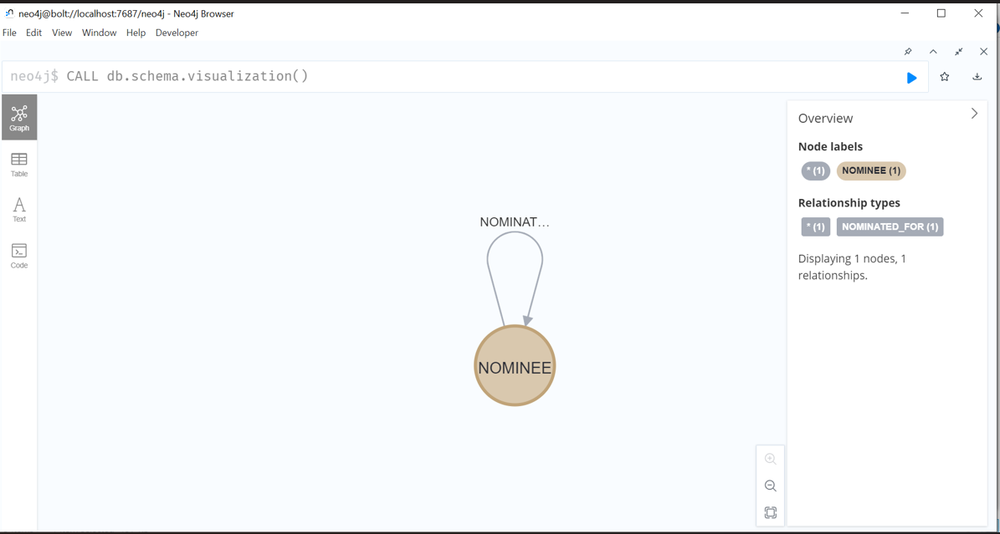 neo4j@bolt://localhost:7687/neo4j - Neo4j Browser
File Edit View Window Help Developer
neo4j$ CALL db.schema.visualization()
Graph
Table
Text
Code
NOMINAT...
NOMINEE
Overview
Node labels
* (1) NOMINEE (1)
Relationship types
* (1) NOMINATED_FOR (1)
Displaying 1 nodes, 1
relationships.